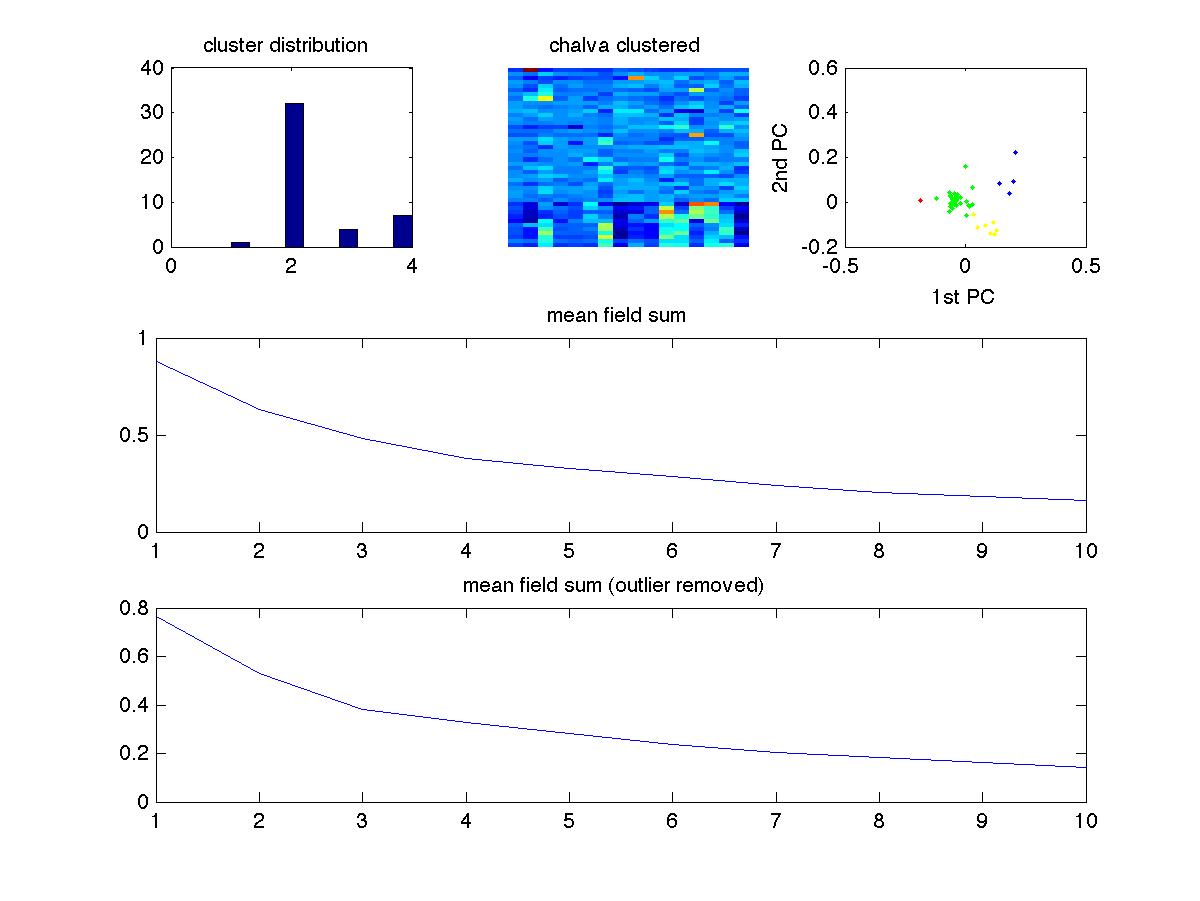 cluster distribution
40
30
20
10
0
0 2 4
chalva clustered
0.6
0.4
0.2
0
-0.2
2nd PC
-0.5 0 0.5
1st PC
mean field sum
1
0.5
0
1 2 3 4 5 6 7 8 9 10
mean field sum (outlier removed)
0.8
0.6
0.4
0.2
0
1 2 3 4 5 6 7 8 9 10